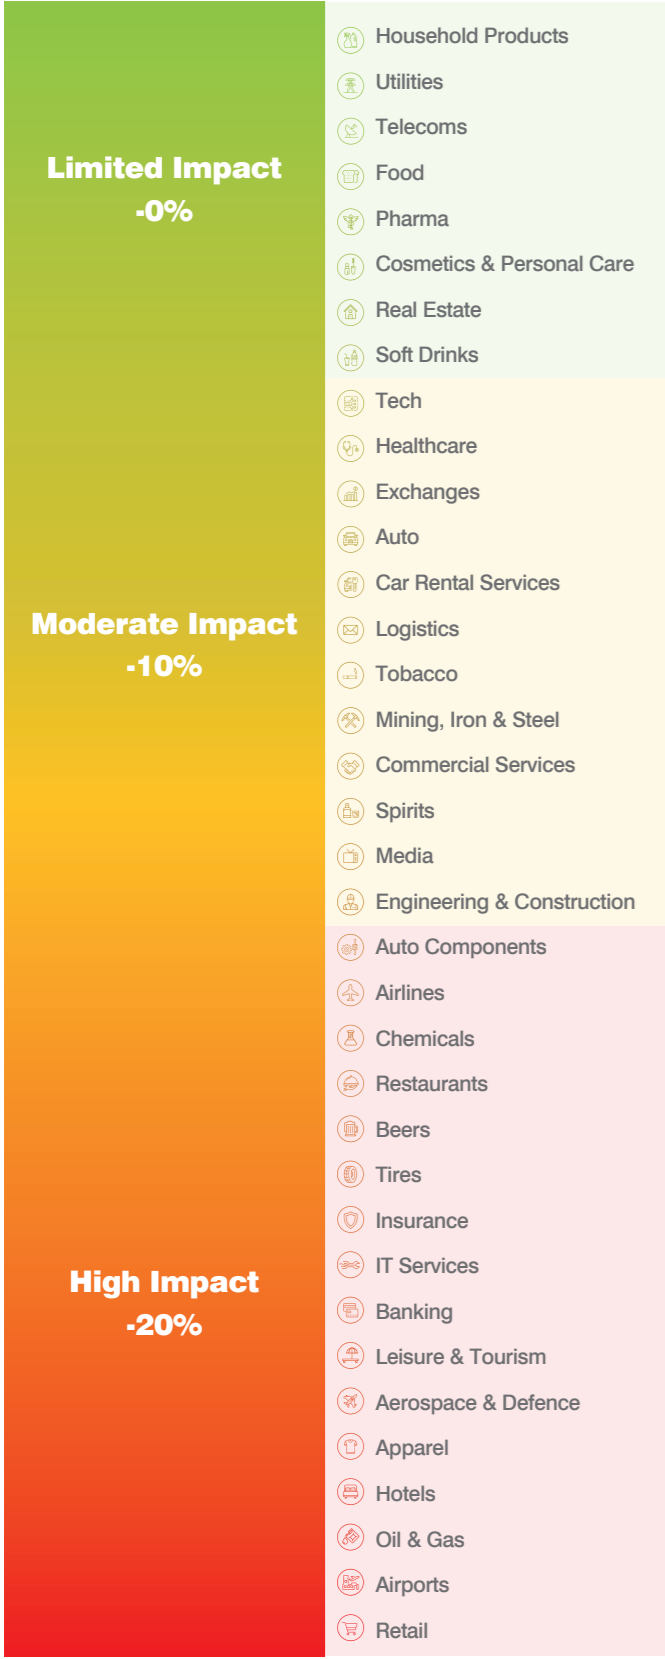 Limited Impact
-0%
Household Products
Utilities
Telecoms
Food
Pharma
Cosmetics & Personal Care
Real Estate
Soft Drinks
Moderate Impact
-10%
Tech
Healthcare
Exchanges
Auto
Car Rental Services
Logistics
Tobacco
Mining, Iron & Steel
Commercial Services
Spirits
Media
Engineering & Construction
High Impact
-20%
Auto Components
Airlines
Chemicals
Restaurants
Beers
Tires
Insurance
IT Services
Banking
Leisure & Tourism
Aerospace & Defence
Apparel
Hotels
Oil & Gas
Airports
Retail